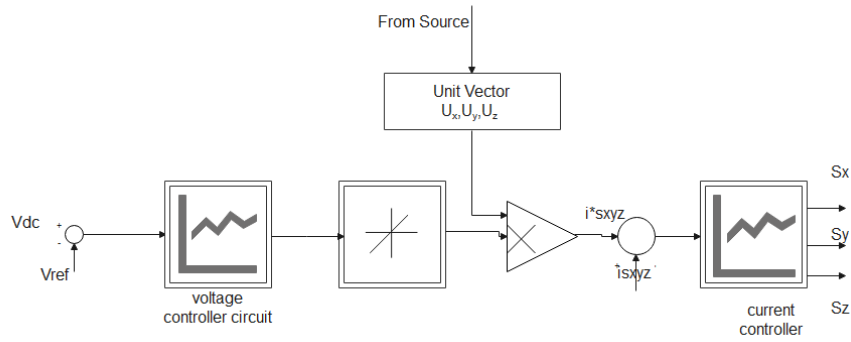 From Source
Unit Vector
Ux,Uy,Uz
Vdc
+
-
Vref
voltage
controller circuit
i*sxyz
isxyz
Sx
Sy
Sz
current
controller